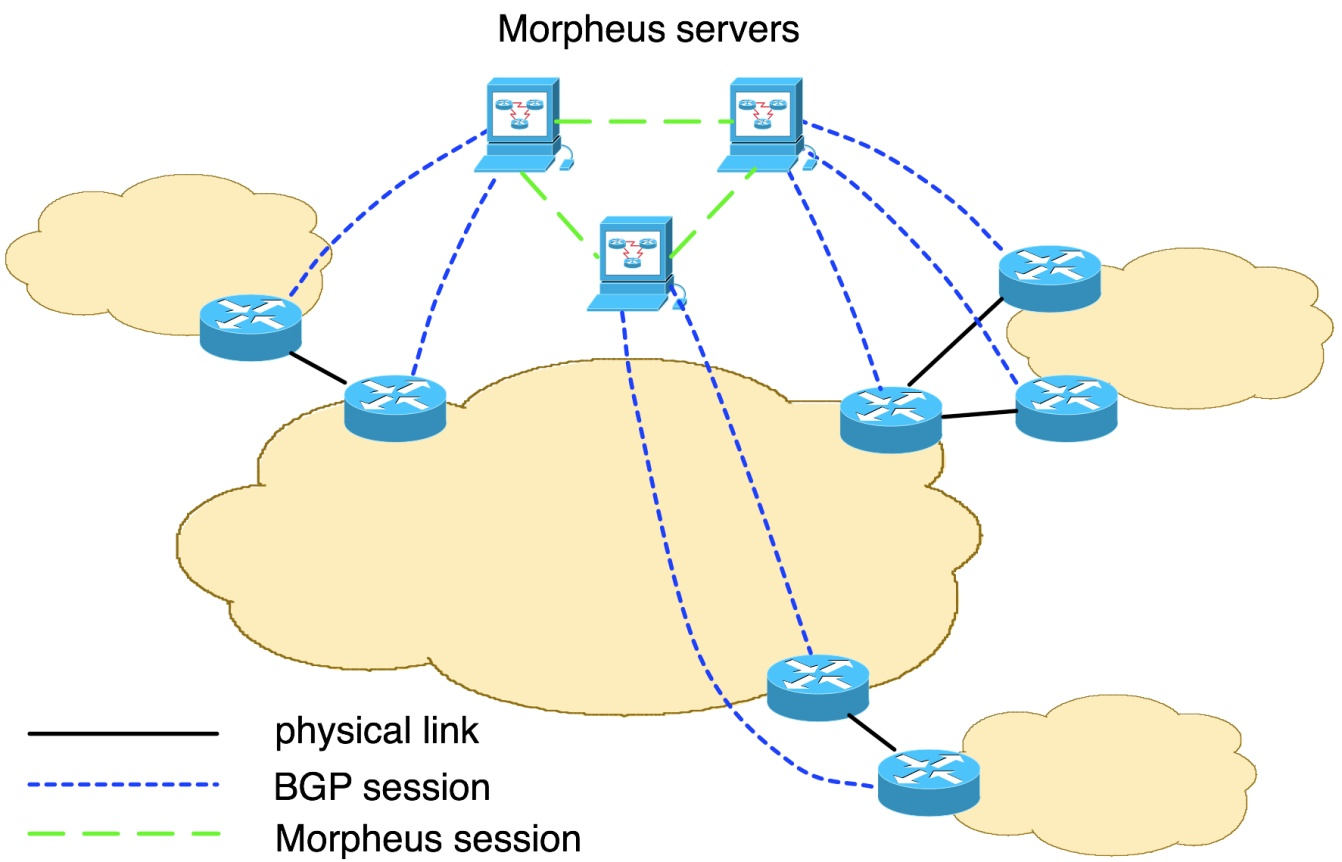 Morpheus servers
physical link
BGP session
Morpheus session